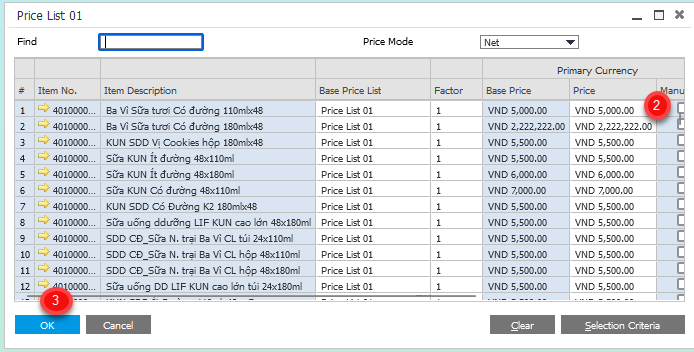 Price List 01
Find Price Mode Net
Primary Currency
# Item No. Item Description Base Price List Factor Base Price Price Manu
1 4010000... Ba Vì Sữa tươi Có đường 110mlx48 Price List 01 1 VND 5,000.00 VND 5,000.00
2
2 4010000... Ba Vì Sữa tươi Có đường 180mlx48 Price List 01 1 VND 2,222,222.00 VND 2,222,222.00
3 4010000... KUN SDD Vị Cookies hộp 180mlx48 Price List 01 1 VND 5,500.00 VND 5,500.00
4 4010000... Sữa KUN Ít đường 48x110ml Price List 01 1 VND 5,500.00 VND 5,500.00
5 4010000... Sữa KUN Ít đường 48x180ml Price List 01 1 VND 6,000.00 VND 6,000.00
6 4010000... Sữa KUN Có đường 48x110ml Price List 01 1 VND 7,000.00 VND 7,000.00
7 4010000... KUN SDD Có Đường K2 180mlx48 Price List 01 1 VND 5,500.00 VND 5,500.00
8 4010000... Sữa uống ddưỡng LIF KUN cao lớn 48x180ml Price List 01 1 VND 5,500.00 VND 5,500.00
9 4010000... SDD CĐ_Sữa N. trại Ba Vì CL túi 24x110ml Price List 01 1 VND 5,500.00 VND 5,500.00
10 4010000... SDD CĐ_Sữa N. trại Ba Vì CL hộp 48x110ml Price List 01 1 VND 5,500.00 VND 5,500.00
11 4010000... SDD CĐ_Sữa N. trại Ba Vì CL hộp 48x180ml Price List 01 1 VND 5,500.00 VND 5,500.00
12 4010000... Sữa uống DD LIF KUN cao lớn túi 24x180ml Price List 01 1 VND 5,500.00 VND 5,500.00
3
OK Cancel Clear Selection Criteria